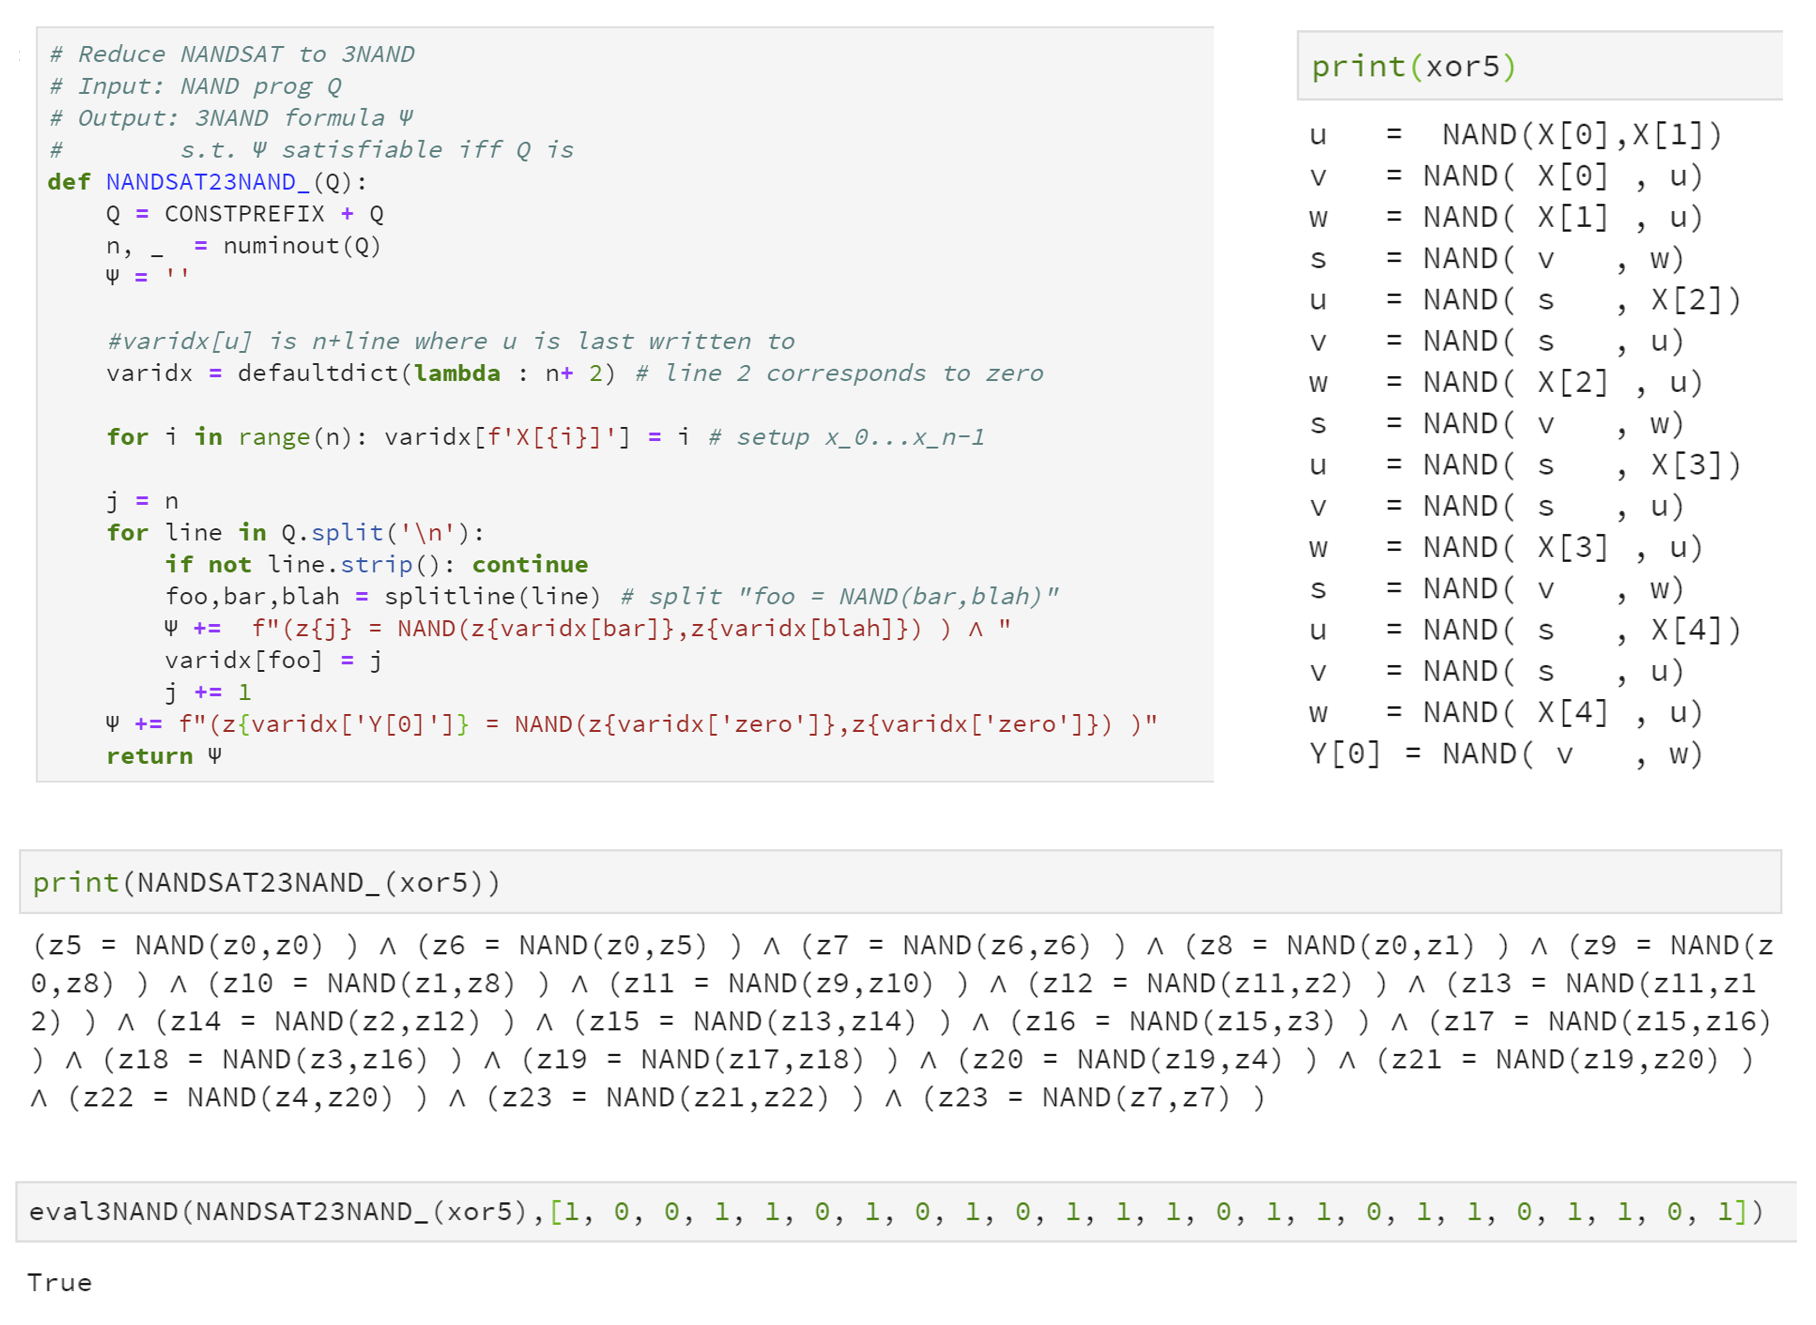 # Reduce NANDSAT to 3NAND
# Input: NAND prog Q
# Output: 3NAND formula Ψ
#        s.t. Ψ satisfiable iff Q is
def NANDSAT23NAND_(Q):
    Q = CONSTPREFIX + Q
    n, _  = numinout(Q)
    Ψ = ''
    #varidx[u] is n+line where u is last written to
    varidx = defaultdict(lambda : n+ 2) # line 2 corresponds to zero
    for i in range(n): varidx[f'X[{i}]'] = i # setup x_0...x_n-1
    j = n
    for line in Q.split('\n'):
        if not line.strip(): continue
        foo,bar,blah = splitline(line) # split "foo = NAND(bar,blah)"
        Ψ +=  f"(z{j} = NAND(z{varidx[bar]},z{varidx[blah]}) ) ∧ "
        varidx[foo] = j
        j += 1
    Ψ += f"(z{varidx['Y[0]']} = NAND(z{varidx['zero']},z{varidx['zero']}) )"
    return Ψ
print(xor5)
u   =  NAND(X[0],X[1])
v   = NAND( X[0] , u)
w   = NAND( X[1] , u)
s   = NAND( v   , w)
u   = NAND( s   , X[2])
v   = NAND( s   , u)
w   = NAND( X[2] , u)
s   = NAND( v   , w)
u   = NAND( s   , X[3])
v   = NAND( s   , u)
w   = NAND( X[3] , u)
s   = NAND( v   , w)
u   = NAND( s   , X[4])
v   = NAND( s   , u)
w   = NAND( X[4] , u)
Y[0] = NAND( v   , w)
print(NANDSAT23NAND_(xor5))
(z5 = NAND(z0,z0) ) ∧ (z6 = NAND(z0,z5) ) ∧ (z7 = NAND(z6,z6) ) ∧ (z8 = NAND(z0,z1) ) ∧ (z9 = NAND(z
0,z8) ) ∧ (z10 = NAND(z1,z8) ) ∧ (z11 = NAND(z9,z10) ) ∧ (z12 = NAND(z11,z2) ) ∧ (z13 = NAND(z11,z1
2) ) ∧ (z14 = NAND(z2,z12) ) ∧ (z15 = NAND(z13,z14) ) ∧ (z16 = NAND(z15,z3) ) ∧ (z17 = NAND(z15,z16)
) ∧ (z18 = NAND(z3,z16) ) ∧ (z19 = NAND(z17,z18) ) ∧ (z20 = NAND(z19,z4) ) ∧ (z21 = NAND(z19,z20) )
∧ (z22 = NAND(z4,z20) ) ∧ (z23 = NAND(z21,z22) ) ∧ (z23 = NAND(z7,z7) )
eval3NAND(NANDSAT23NAND_(xor5),[1, 0, 0, 1, 1, 0, 1, 0, 1, 0, 1, 1, 1, 0, 1, 1, 0, 1, 1, 0, 1, 1, 0, 1])
True